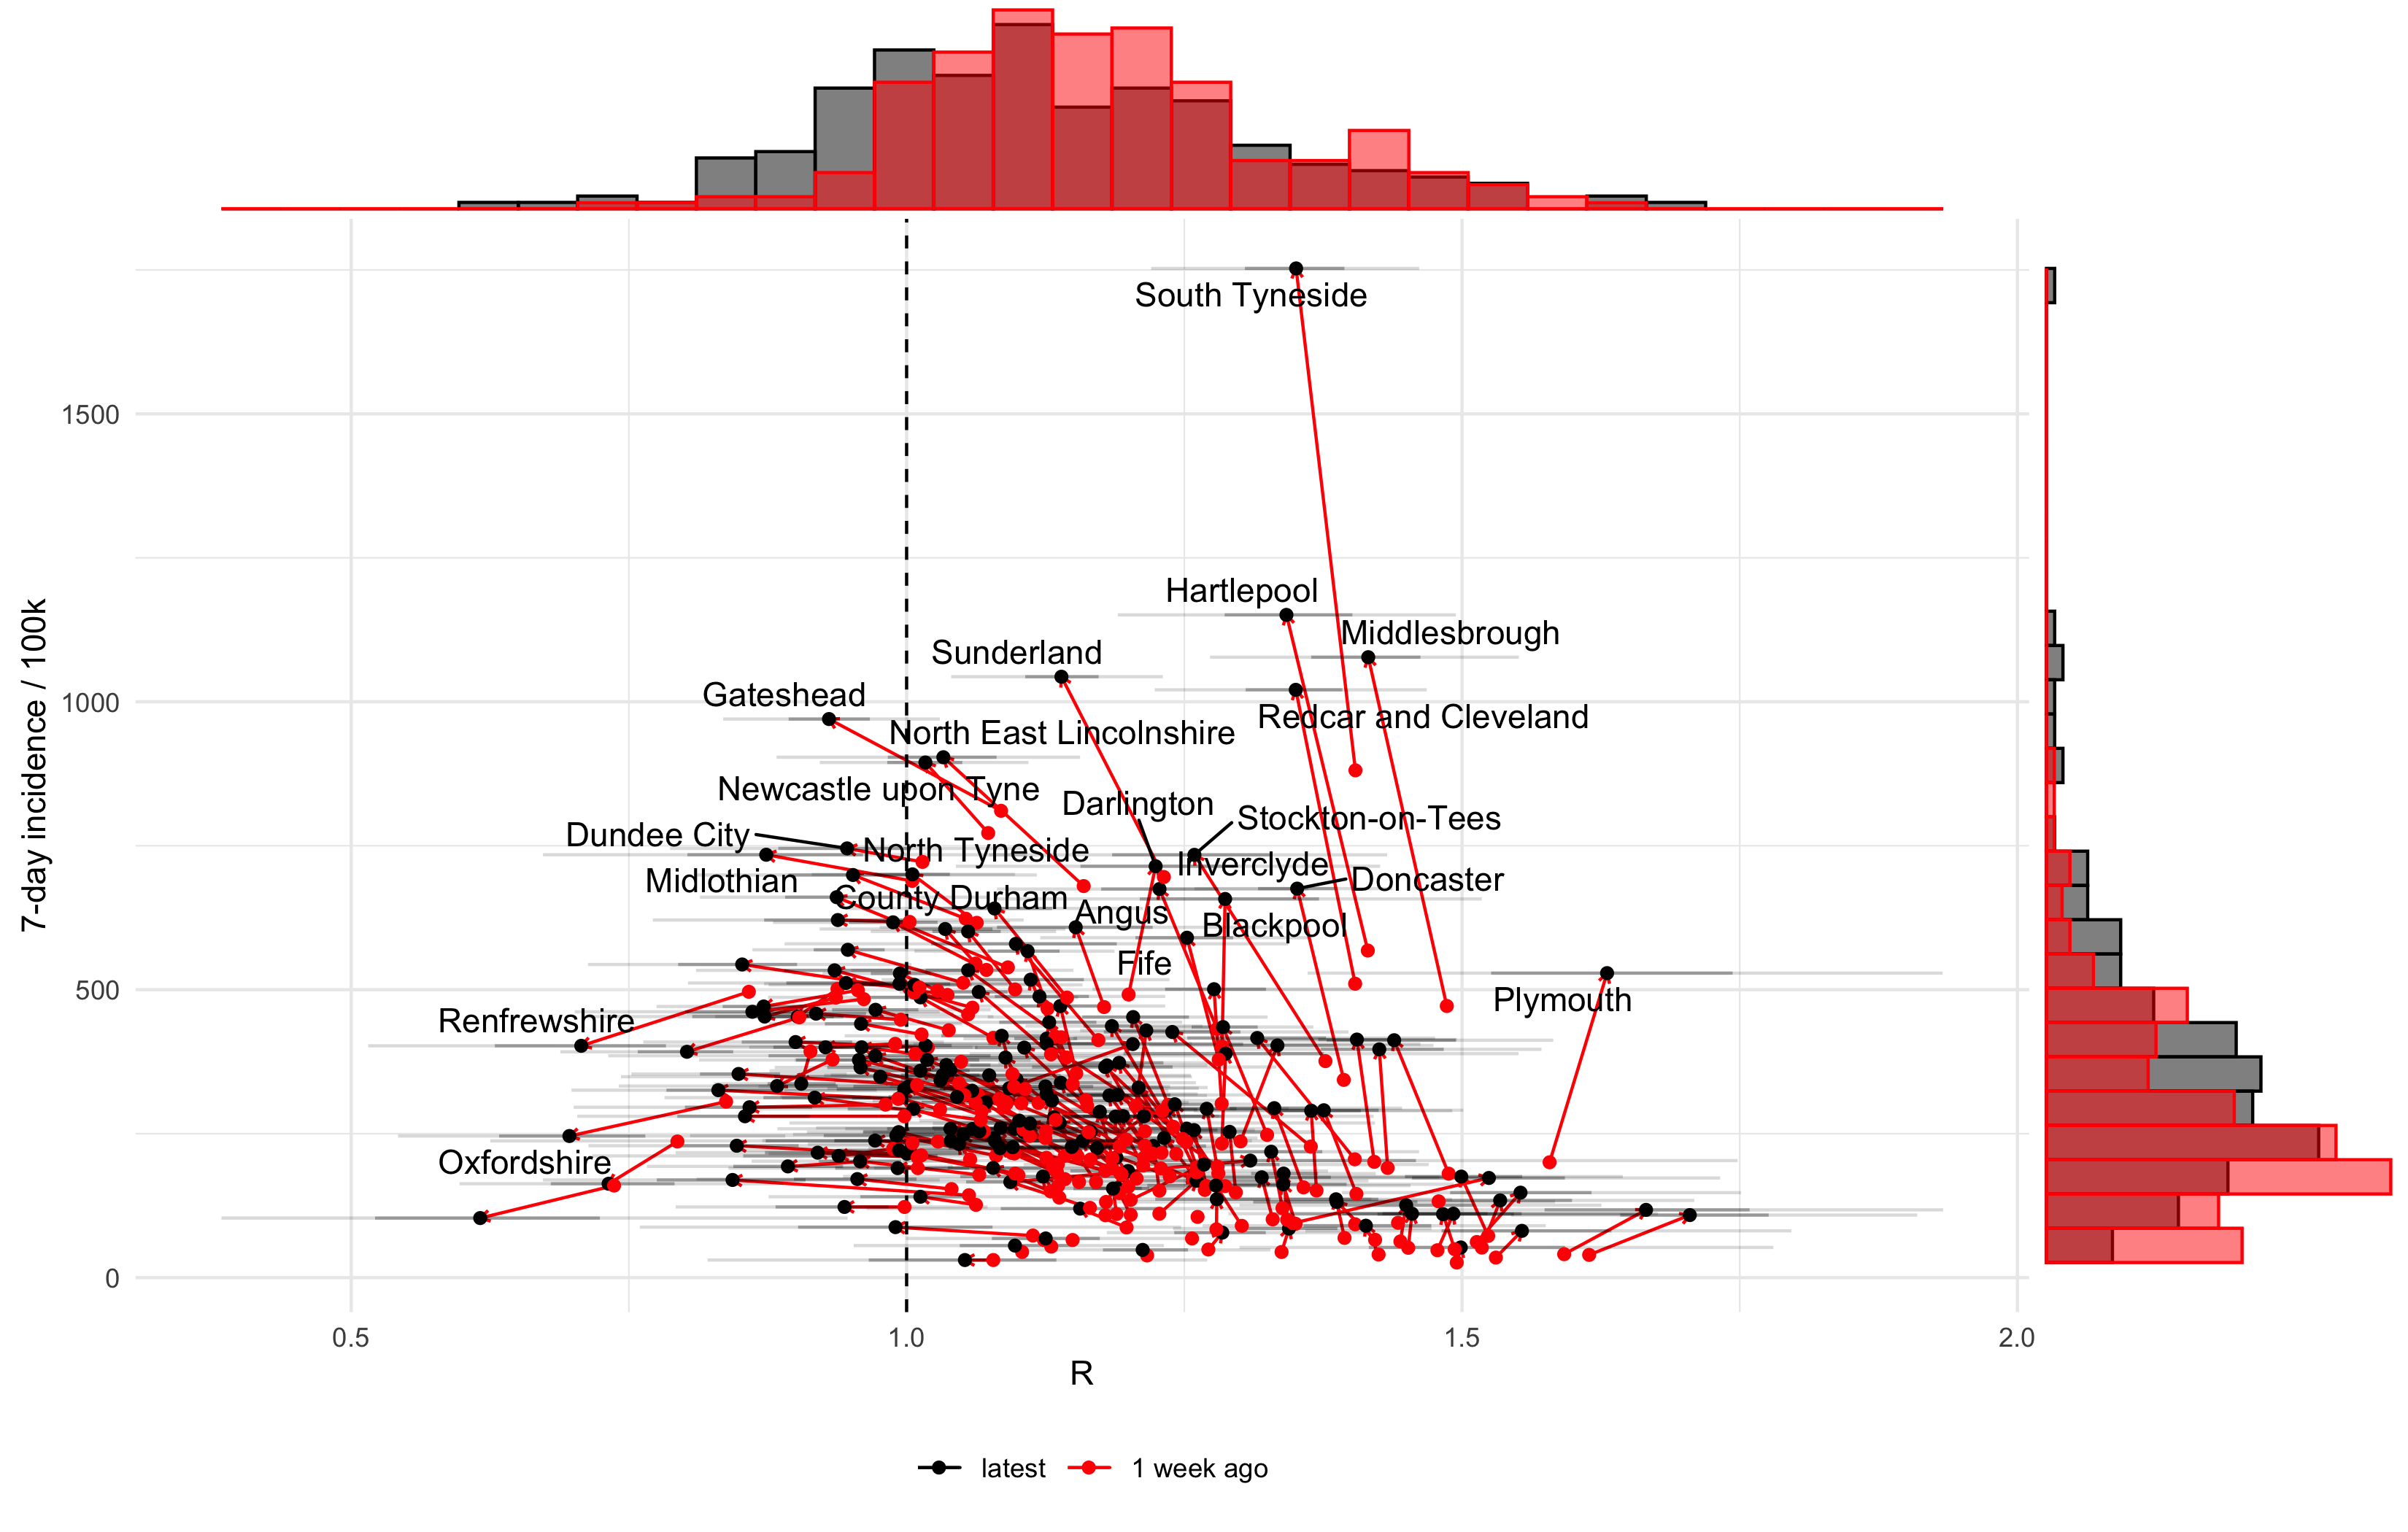 South Tyneside
1500
Hartlepool
Middlesbrough
Sunderland
Gateshead
1000
Redcar and Cleveland
North East Lincolnshire
Newcastle upon Tyne
Darlington
Stockton-on-Tees
Dundee City
North Tyneside
Inverclyde
Midlothian
Doncaster
County Durham
Angus
Blackpool
Fife
500
Plymouth
Renfrewshire
Oxfordshire
0
7-day incidence / 100k
0.5
1.0
1.5
2.0
R
latest
1 week ago